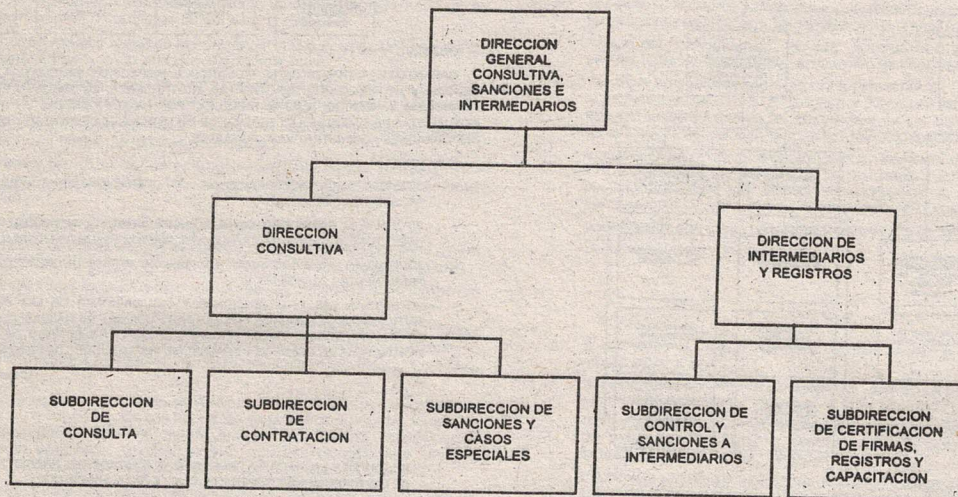 DIRECCION
GENERAL
CONSULTIVA,
SANCIONES E
INTERMEDIARIOS
DIRECCION
CONSULTIVA
DIRECCION DE
INTERMEDIARIOS
Y REGISTROS
SUBDIRECCION
DE
CONSULTA
SUBDIRECCION
DE
CONTRATACION
SUBDIRECCION DE
SANCIONES Y
CASOS
ESPECIALES
SUBDIRECCION DE
CONTROL Y
SANCIONES A
INTERMEDIARIOS
SUBDIRECCION
DE CERTIFICACION
DE FIRMAS,
REGISTROS Y
CAPACITACION